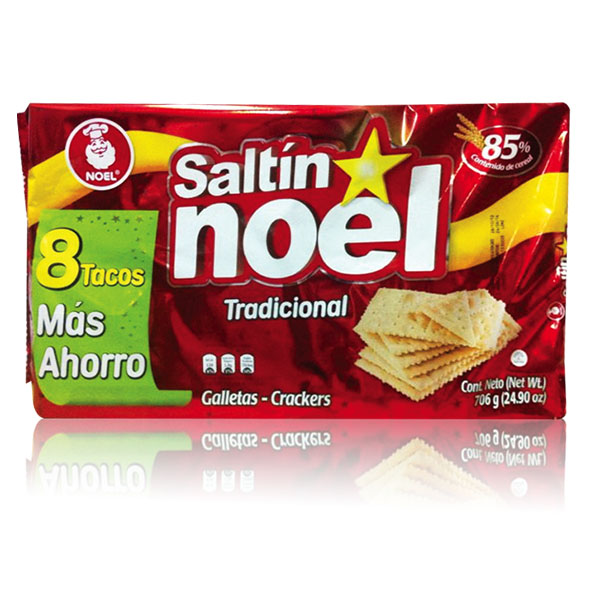 NOEL®
Saltín
noel
85%
Contenido de cereal
8 Tacos
Más
Ahorro
Tradicional
Galletas - Crackers
Cont. Neto (Net Wt.)
706 g (24.90 oz)